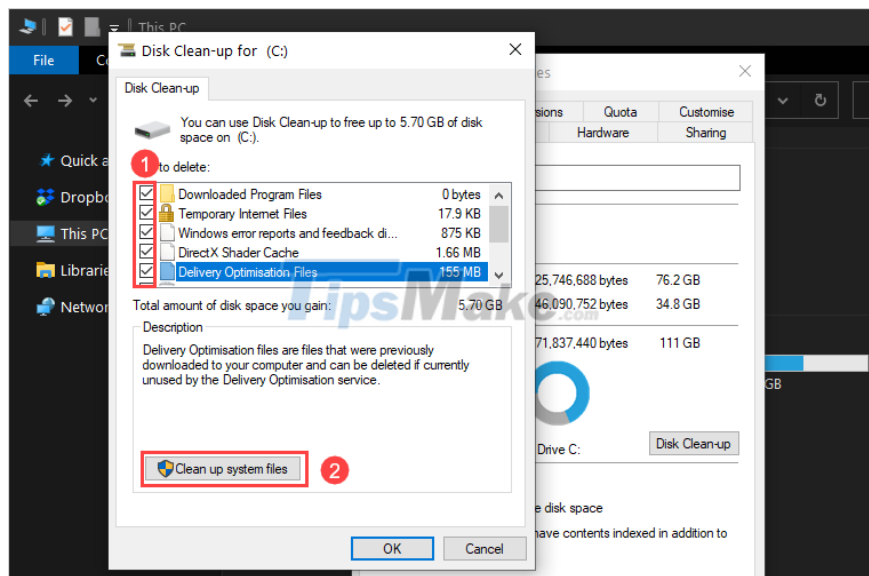 This PC
File
Disk Clean-up for (C:)
Disk Clean-up
You can use Disk Clean-up to free up to 5.70 GB of disk
space on (C:).
1
to delete:
Downloaded Program Files 0 bytes
Temporary Internet Files 17.9 KB
Windows error reports and feedback di... 875 KB
DirectX Shader Cache 1.66 MB
Delivery Optimisation Files 155 MB
Total amount of disk space you gain: 5.70 GB
Description
Delivery Optimisation files are files that were previously
downloaded to your computer and can be deleted if currently
unused by the Delivery Optimisation service.
Clean up system files
2
OK Cancel
Quick a
Dropbo
This PC
Librarie
Networ
es
rsions Quota Customise
Hardware Sharing
25,746,688 bytes 76.2 GB
46,090,752 bytes 34.8 GB
71,837,440 bytes 111 GB
Drive C: Disk Clean-up
e disk space
have contents indexed in addition to
GB
TipsMake.com